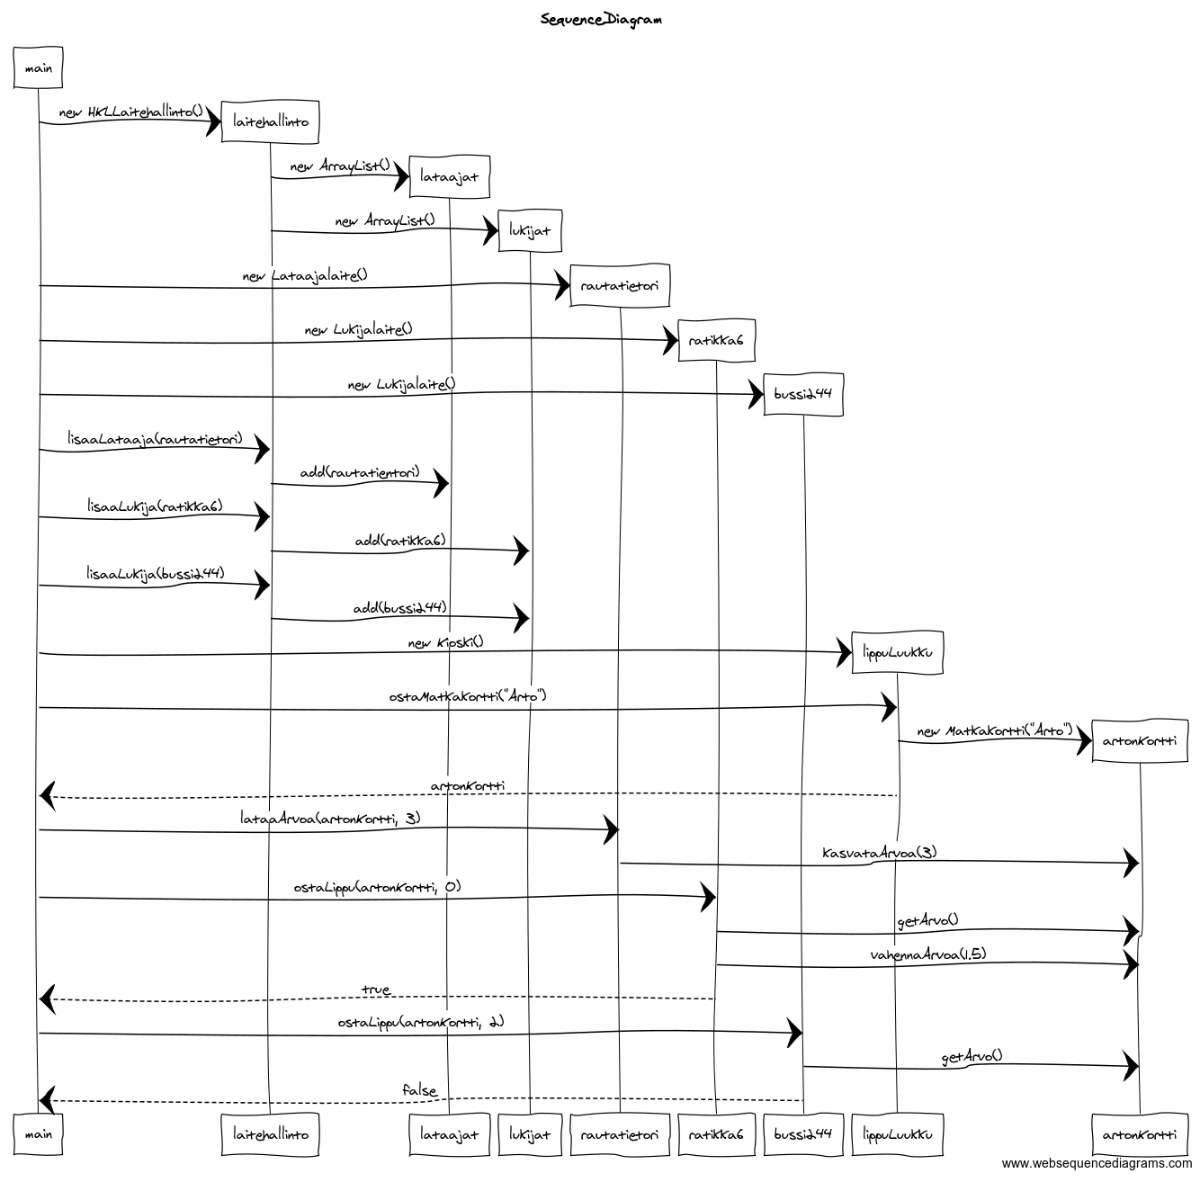 SequenceDiagram
main
new HKLLaitehallinto()
laitehallinto
new ArrayList()
lataajat
new ArrayList()
lukijat
new Lataajalaite()
rautatietori
new Lukijalaite()
ratikka6
new Lukijalaite()
bussi244
lisaaLataaja(rautatietori)
add(rautatientori)
lisaaLukija(ratikka6)
add(ratikka6)
lisaaLukija(bussi244)
add(bussi244)
new Kioski()
lippuLuukku
ostaMatkakortti("Arto")
new Matkakortti("Arto")
artonKortti
artonKortti
lataaArvoa(artonKortti, 3)
kasvataArvoa(3)
ostaLippu(artonKortti, 0)
getArvo()
vahennaArvoa(1.5)
true
ostaLippu(artonKortti, 2)
getArvo()
false
main laitehallinto lataajat lukijat rautatietori ratikka6 bussi244 lippuLuukku artonKortti
www.websequencediagrams.com